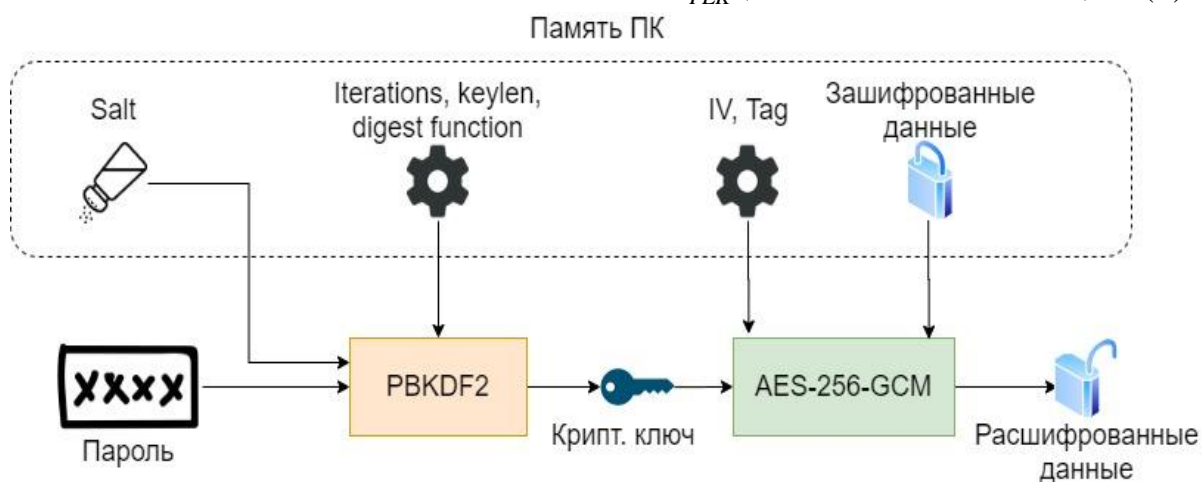 PEK
Память ПК
Salt
Iterations, keylen,
digest function
IV, Tag
Зашифрованные
данные
XXXX
Пароль
PBKDF2
Крипт. ключ
AES-256-GCM
Расшифрованные
данные